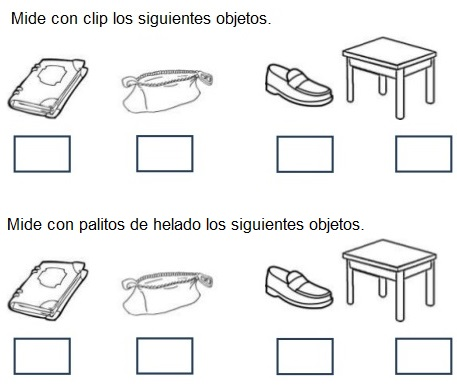 Mide con clip los siguientes objetos.
Mide con palitos de helado los siguientes objetos.